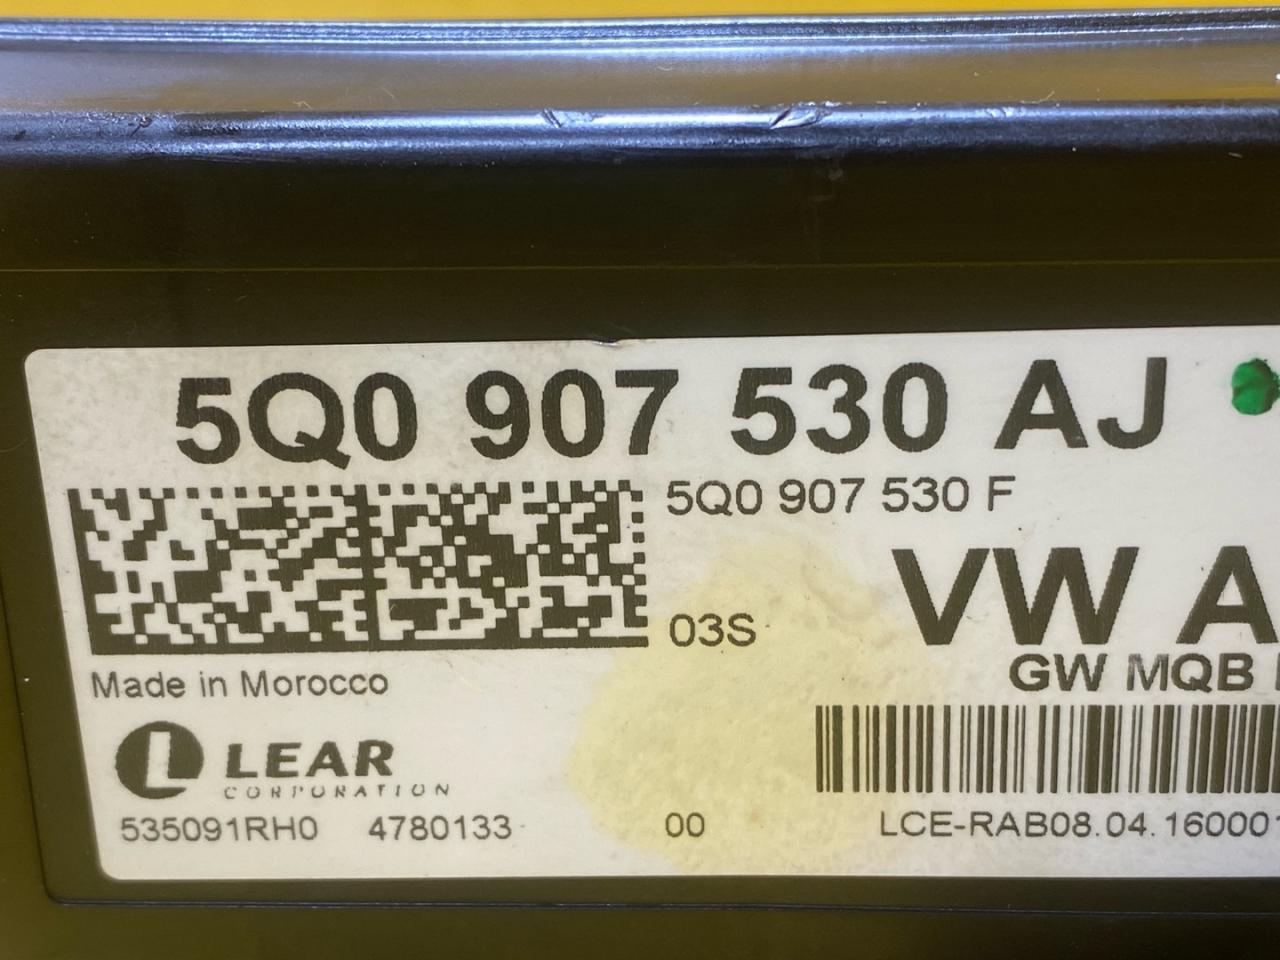 5Q0 907 530 AJ
5Q0 907 530 F
VW A
03S
GW MQB
Made in Morocco
L LEAR
CORPORATION
535091RH0 4780133 00 LCE-RAB08.04.160001